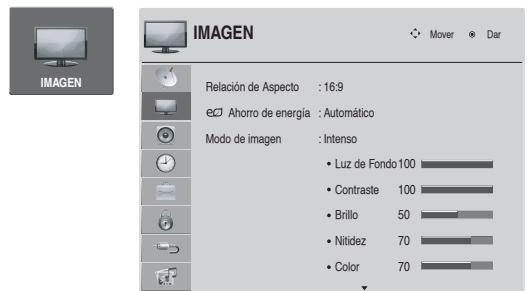 IMAGEN
IMAGEN
Mover Dar
Relación de Aspecto : 16:9
Ahorro de energía : Automático
Modo de imagen : Intenso
• Luz de Fondo 100
• Contraste 100
• Brillo 50
• Nitidez 70
• Color 70